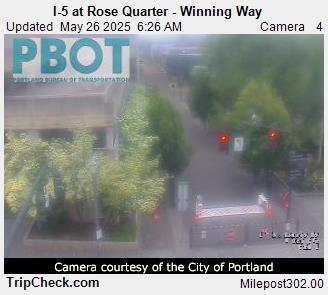 I-5 at Rose Quarter - Winning Way
Updated May 26 2025 6:26 AM Camera 4
PBOT
PORTLAND BUREAU OF TRANSPORTATION
Camera courtesy of the City of Portland
TripCheck.com Milepost302.00